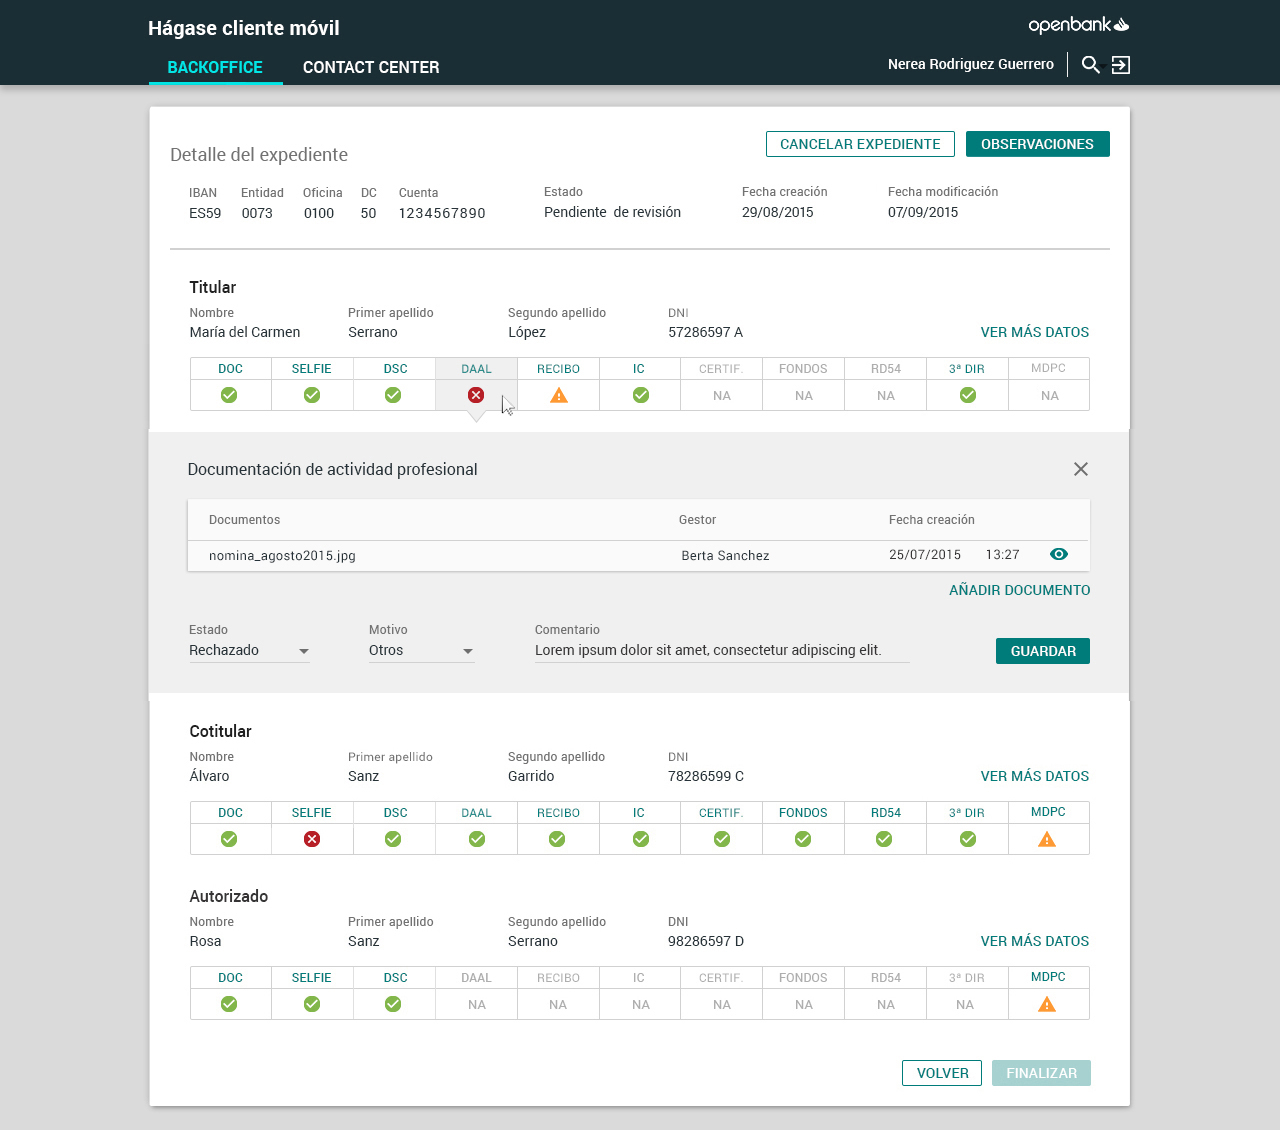 Hágase cliente móvil
openbank
BACKOFFICE CONTACT CENTER
Nerea Rodriguez Guerrero
Detalle del expediente
CANCELAR EXPEDIENTE OBSERVACIONES
IBAN Entidad Oficina DC Cuenta Estado Fecha creación Fecha modificación
ES59 0073 0100 50 1234567890 Pendiente de revisión 29/08/2015 07/09/2015
Titular
Nombre Primer apellido Segundo apellido DNI
María del Carmen Serrano López 57286597 A VER MÁS DATOS
DOC SELFIE DSC DAAL RECIBO IC CERTIF. FONDOS RD54 3ª DIR MDPC
NA NA NA NA
Documentación de actividad profesional
Documentos Gestor Fecha creación
nomina_agosto2015.jpg Berta Sanchez 25/07/2015 13:27
AÑADIR DOCUMENTO
Estado Motivo Comentario
Rechazado Otros Lorem ipsum dolor sit amet, consectetur adipiscing elit. GUARDAR
Cotitular
Nombre Primer apellido Segundo apellido DNI
Álvaro Sanz Garrido 78286599 C VER MÁS DATOS
DOC SELFIE DSC DAAL RECIBO IC CERTIF. FONDOS RD54 3ª DIR MDPC
Autorizado
Nombre Primer apellido Segundo apellido DNI
Rosa Sanz Serrano 98286597 D VER MÁS DATOS
DOC SELFIE DSC DAAL RECIBO IC CERTIF. FONDOS RD54 3ª DIR MDPC
NA NA NA NA NA NA NA
VOLVER FINALIZAR